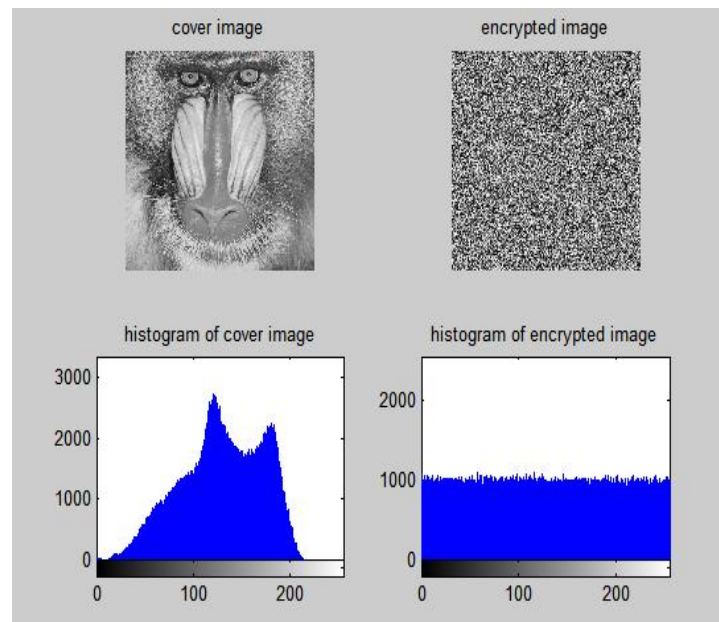 cover image
encrypted image
histogram of cover image
histogram of encrypted image
3000
2000
1000
0
0 100 200
2000
1000
0
0 100 200